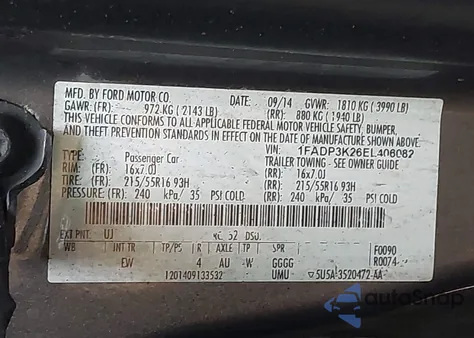 MFD. BY FORD MOTOR CO.
DATE: 09/14 GVWR: 1810 KG ( 3990 LB)
GAWR:(FR): 972 KG ( 2143 LB) (RR): 880 KG ( 1940 LB)
THIS VEHICLE CONFORMS TO ALL APPLICABLE FEDERAL MOTOR VEHICLE SAFETY, BUMPER,
AND THEFT PREVENTION STANDARDS IN EFFECT ON THE DATE OF MANUFACTURE SHOWN ABOVE.
VIN: 1FADP3K26EL406082
TYPE: Passenger Car TRAILER TOWING - SEE OWNER GUIDE
RIM: (FR): 16x7.0J (RR): 16x7.0J
TIRE: (FR): 215/55R16 93H (RR): 215/55R16 93H
PRESSURE: (FR): 240 kPa/ 35 PSI COLD (RR): 240 kPa/ 35 PSI COLD
EXT PNT: UJ RC: 52 DSO:
WB INT TR TP/PS R AXLE TP SPR F0090
EW 4 AU -W GGGG R0074
1201409133532 UMU ▽5U5A-3520472-AA
AutoSnap